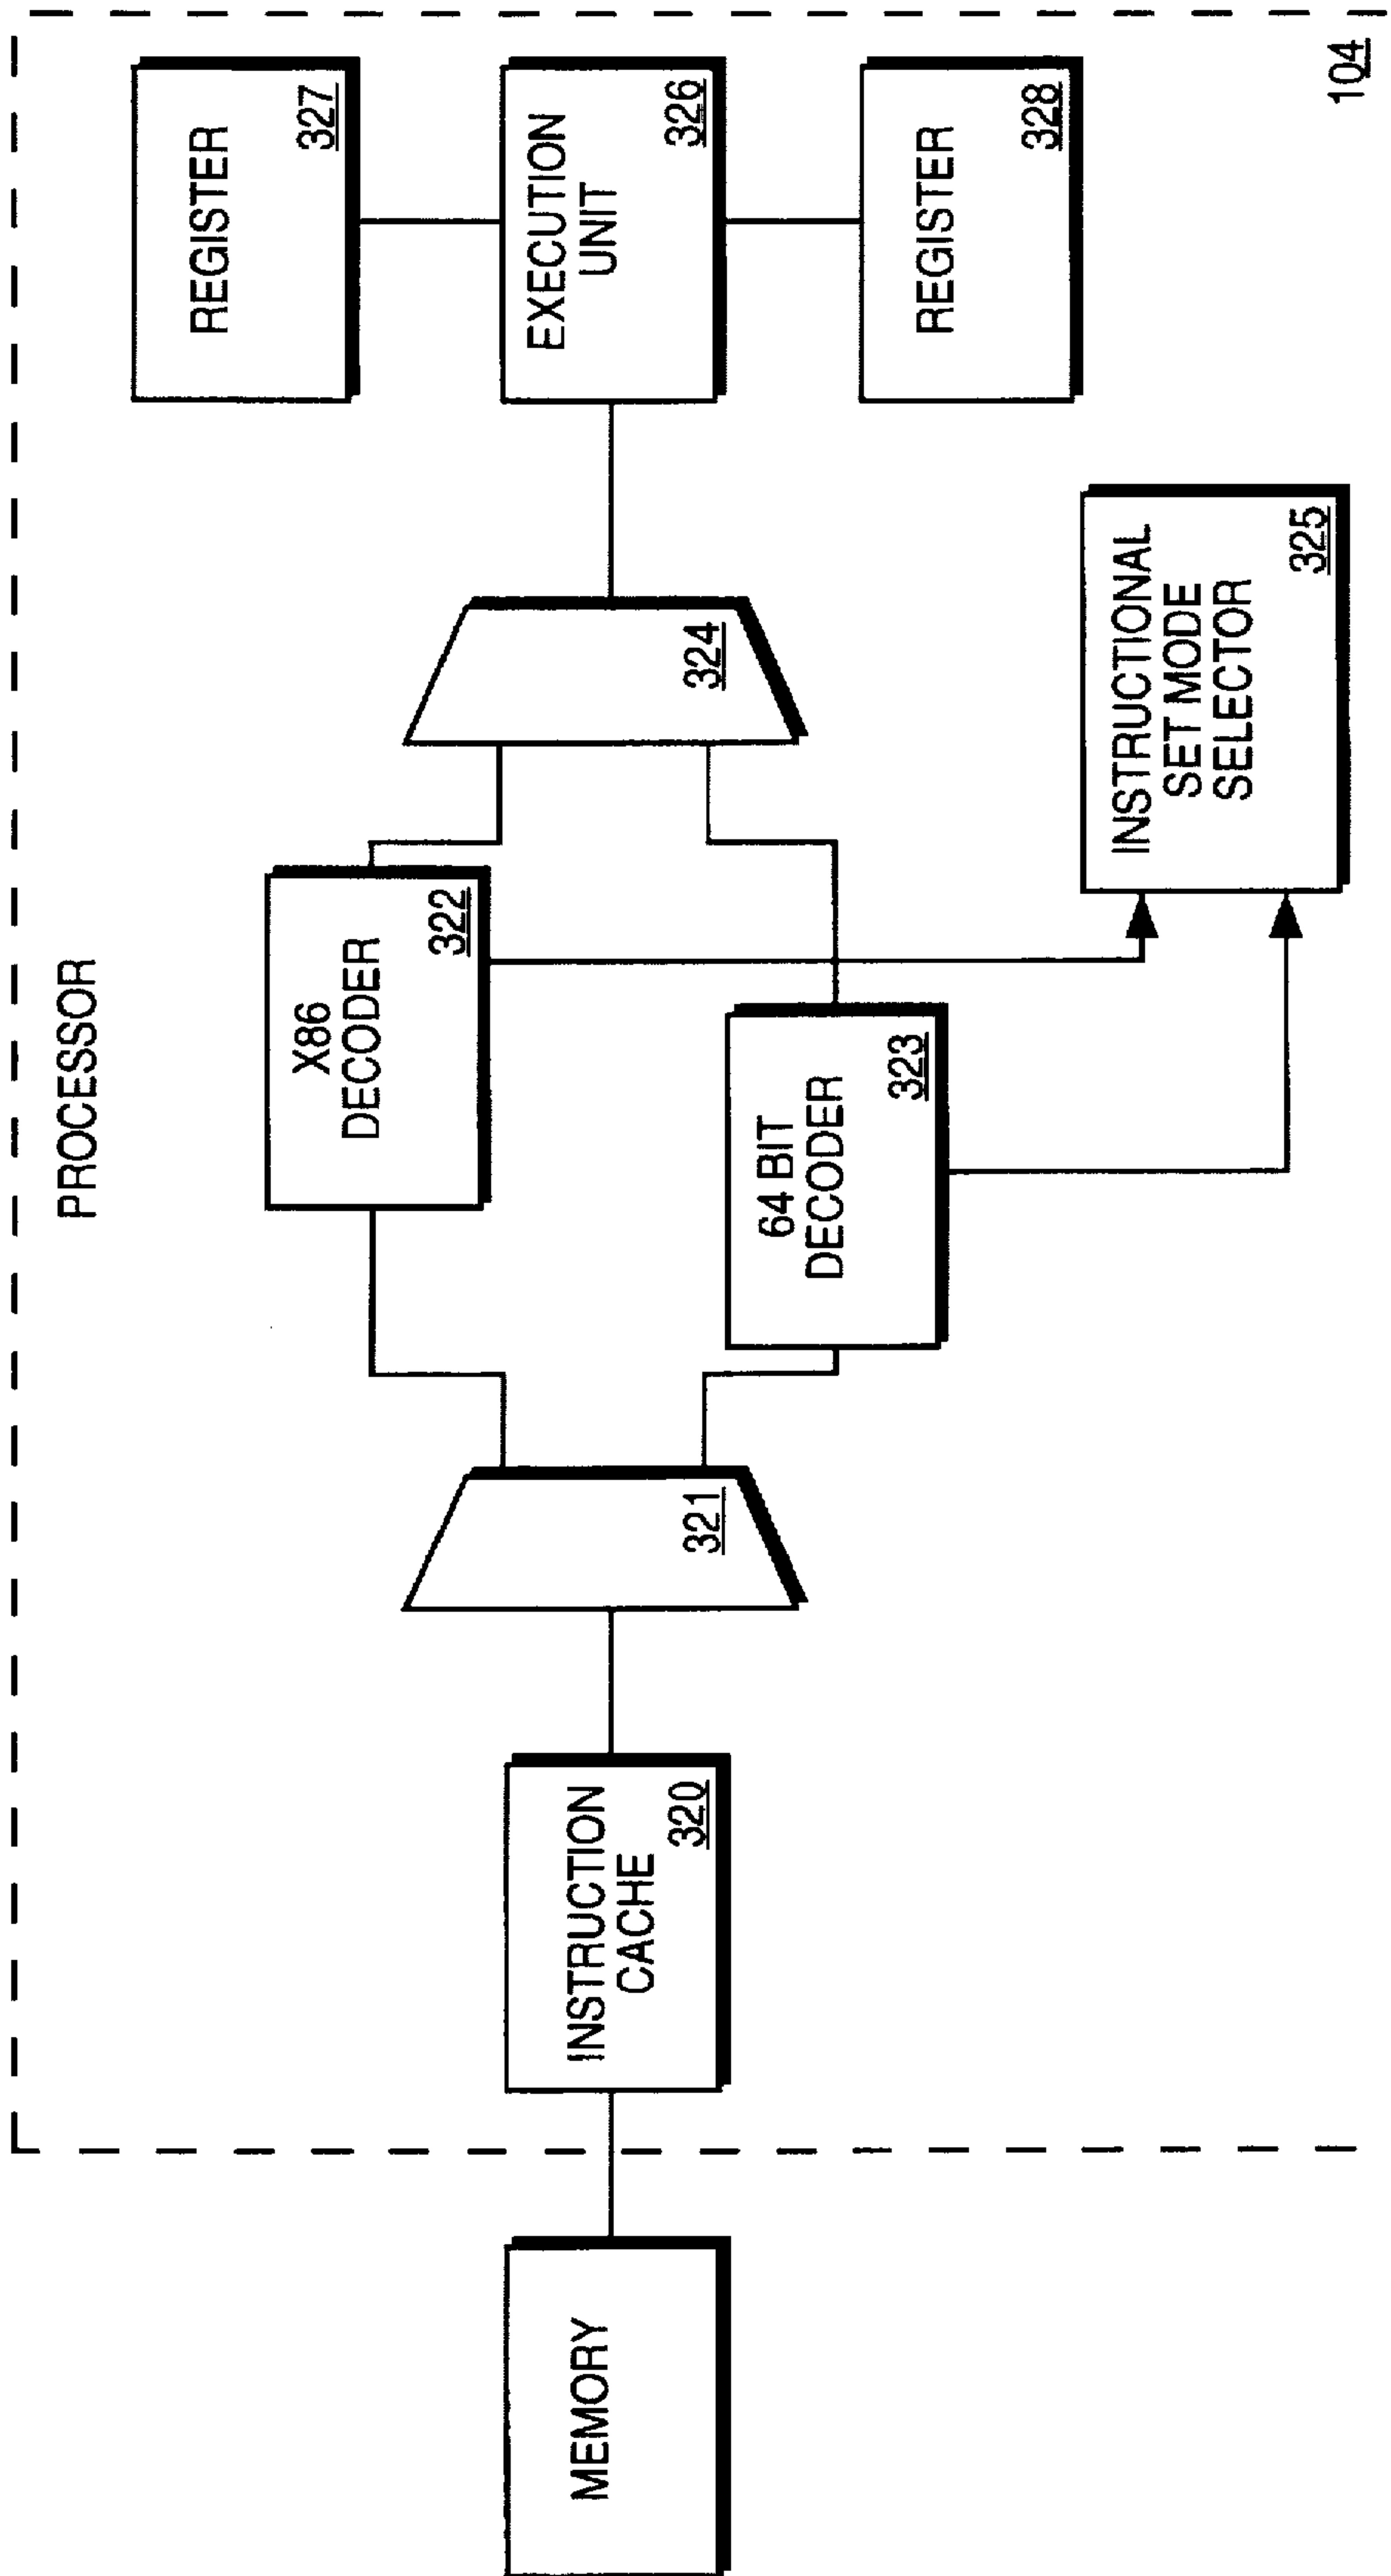 PROCESSOR
MEMORY
INSTRUCTION
CACHE
320
321
X86
DECODER
322
64 BIT
DECODER
323
324
INSTRUCTIONAL
SET MODE
SELECTOR
325
REGISTER
327
EXECUTION
UNIT
326
REGISTER
328
104